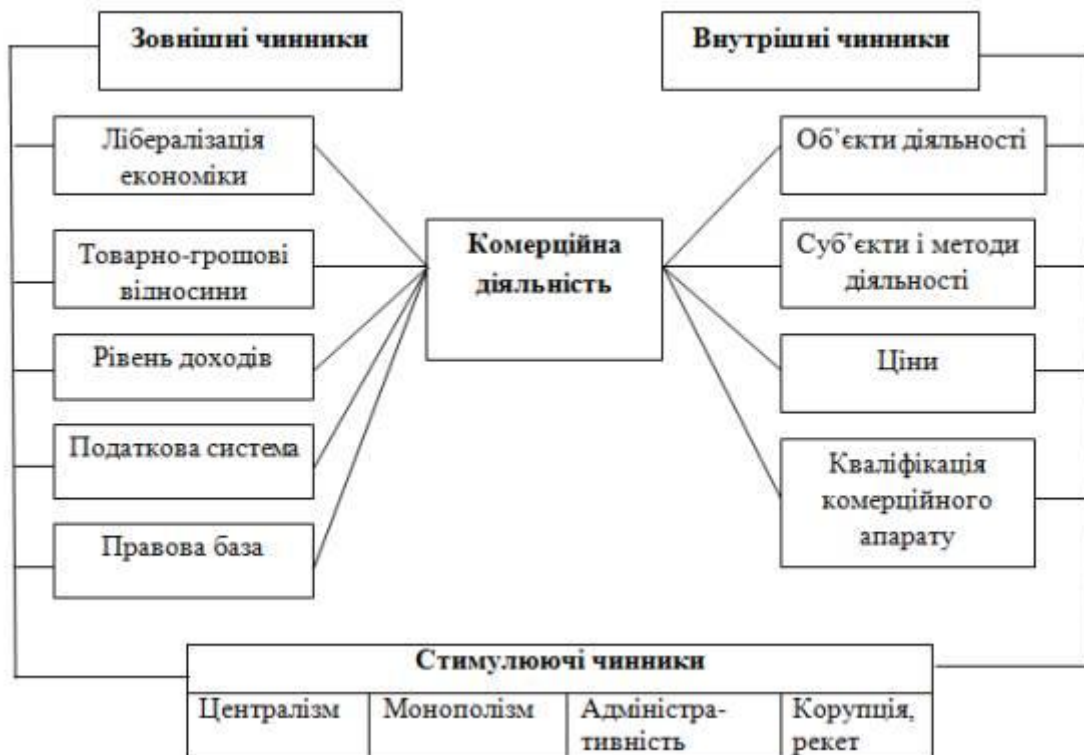 Зовнішні чинники
Внутрішні чинники
Лібералізація
економіки
Товарно-грошові
відносини
Рівень доходів
Податкова система
Правова база
Комерційна
діяльність
Об’єкти діяльності
Суб’єкти і методи
діяльності
Ціни
Кваліфікація
комерційного
апарату
Стимулюючі чинники
Централізм
Монополізм
Адміністра-
тивність
Корупція,
рекет